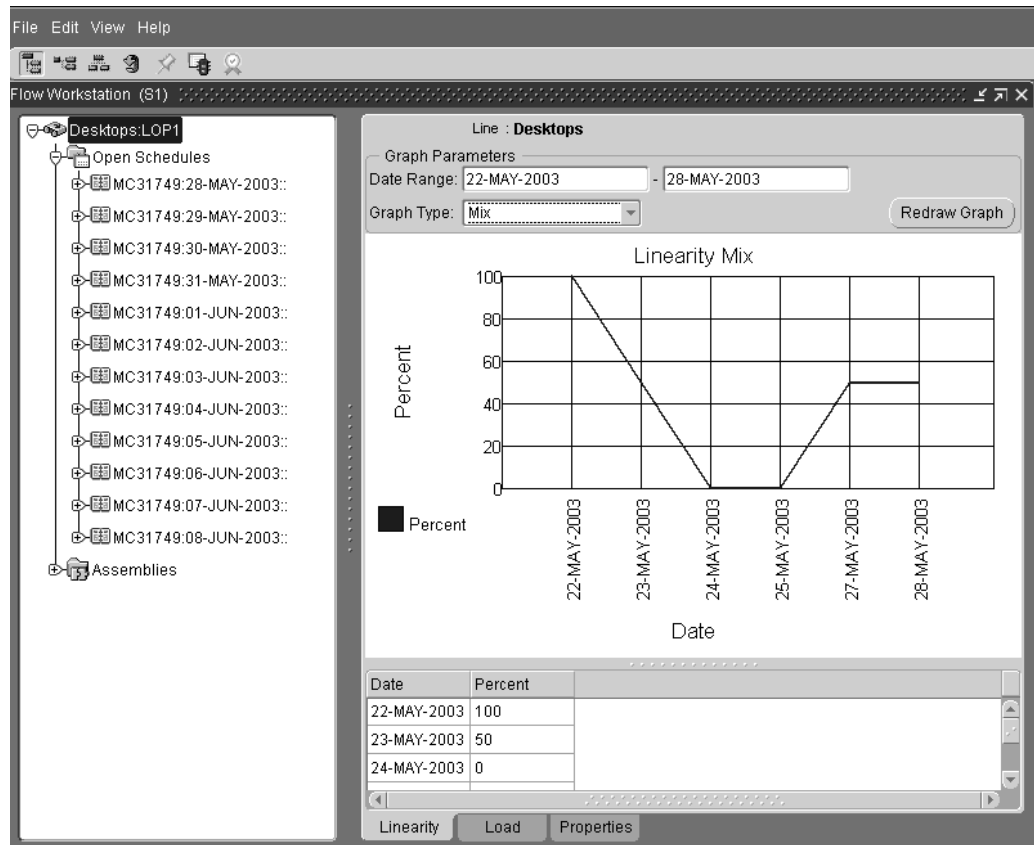 File Edit View Help
Flow Workstation (S1)
Desktops:LOP1
Open Schedules
MC31749:28-MAY-2003::
MC31749:29-MAY-2003::
MC31749:30-MAY-2003::
MC31749:31-MAY-2003::
MC31749:01-JUN-2003::
MC31749:02-JUN-2003::
MC31749:03-JUN-2003::
MC31749:04-JUN-2003::
MC31749:05-JUN-2003::
MC31749:06-JUN-2003::
MC31749:07-JUN-2003::
MC31749:08-JUN-2003::
Assemblies
Line : Desktops
Graph Parameters
Date Range: 22-MAY-2003 - 28-MAY-2003
Graph Type: Mix Redraw Graph
Linearity Mix
100
80
60
40
20
0
Percent
Percent
22-MAY-2003
23-MAY-2003
24-MAY-2003
25-MAY-2003
27-MAY-2003
28-MAY-2003
Date
Date Percent
22-MAY-2003 100
23-MAY-2003 50
24-MAY-2003 0
Linearity Load Properties